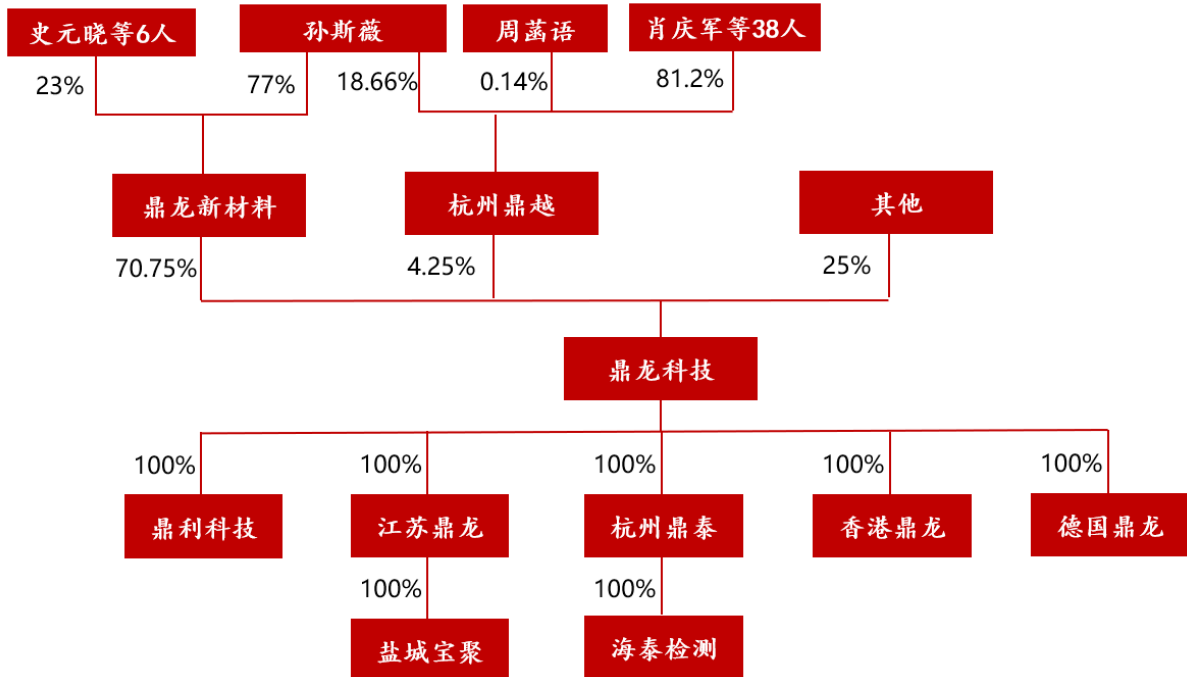 史元晓等6人
孙斯薇
周菡语
肖庆军等38人
23%
77%
18.66%
0.14%
81.2%
鼎龙新材料
杭州鼎越
其他
70.75%
4.25%
25%
鼎龙科技
100%
100%
100%
100%
100%
鼎利科技
江苏鼎龙
杭州鼎泰
香港鼎龙
德国鼎龙
100%
100%
盐城宝聚
海泰检测